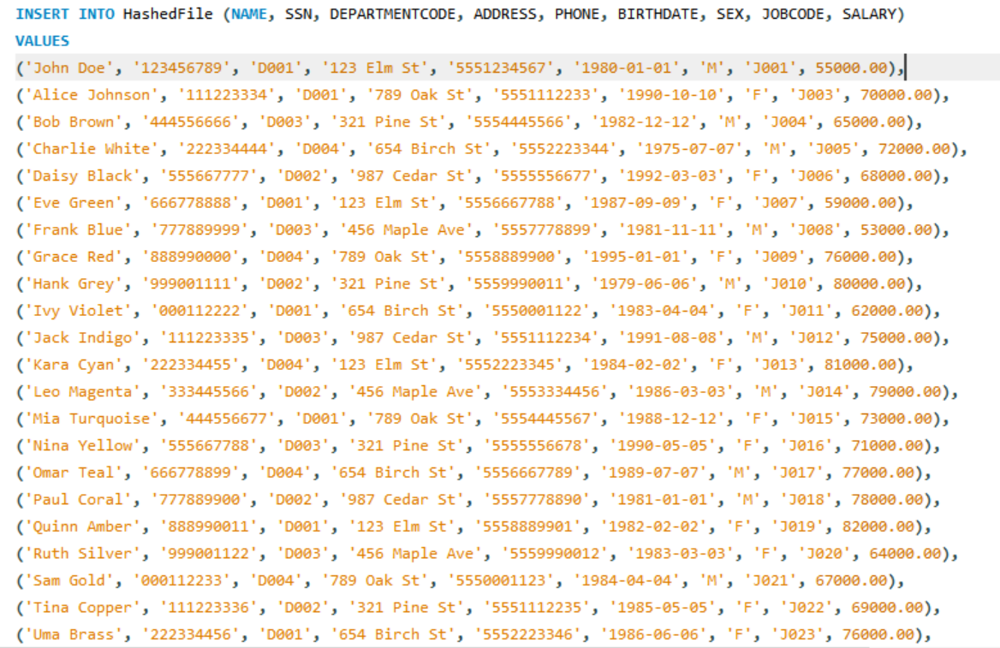 INSERT INTO HashedFile (NAME, SSN, DEPARTMENTCODE, ADDRESS, PHONE, BIRTHDATE, SEX, JOBCODE, SALARY)
VALUES
('John Doe', '123456789', 'D001', '123 Elm St', '5551234567', '1980-01-01', 'M', 'J001', 55000.00),
('Alice Johnson', '111223334', 'D001', '789 Oak St', '5551112233', '1990-10-10', 'F', 'J003', 70000.00),
('Bob Brown', '444556666', 'D003', '321 Pine St', '5554445566', '1982-12-12', 'M', 'J004', 65000.00),
('Charlie White', '222334444', 'D004', '654 Birch St', '5552223344', '1975-07-07', 'M', 'J005', 72000.00),
('Daisy Black', '555667777', 'D002', '987 Cedar St', '5555556677', '1992-03-03', 'F', 'J006', 68000.00),
('Eve Green', '666778888', 'D001', '123 Elm St', '5556667788', '1987-09-09', 'F', 'J007', 59000.00),
('Frank Blue', '777889999', 'D003', '456 Maple Ave', '5557778899', '1981-11-11', 'M', 'J008', 53000.00),
('Grace Red', '888990000', 'D004', '789 Oak St', '5558889900', '1995-01-01', 'F', 'J009', 76000.00),
('Hank Grey', '999001111', 'D002', '321 Pine St', '5559990011', '1979-06-06', 'M', 'J010', 80000.00),
('Ivy Violet', '000112222', 'D001', '654 Birch St', '5550001122', '1983-04-04', 'F', 'J011', 62000.00),
('Jack Indigo', '111223335', 'D003', '987 Cedar St', '5551112234', '1991-08-08', 'M', 'J012', 75000.00),
('Kara Cyan', '222334455', 'D004', '123 Elm St', '5552223345', '1984-02-02', 'F', 'J013', 81000.00),
('Leo Magenta', '333445566', 'D002', '456 Maple Ave', '5553334456', '1986-03-03', 'M', 'J014', 79000.00),
('Mia Turquoise', '444556677', 'D001', '789 Oak St', '5554445567', '1988-12-12', 'F', 'J015', 73000.00),
('Nina Yellow', '555667788', 'D003', '321 Pine St', '5555556678', '1990-05-05', 'F', 'J016', 71000.00),
('Omar Teal', '666778899', 'D004', '654 Birch St', '5556667789', '1989-07-07', 'M', 'J017', 77000.00),
('Paul Coral', '777889900', 'D002', '987 Cedar St', '5557778890', '1981-01-01', 'M', 'J018', 78000.00),
('Quinn Amber', '888990011', 'D001', '123 Elm St', '5558889901', '1982-02-02', 'F', 'J019', 82000.00),
('Ruth Silver', '999001122', 'D003', '456 Maple Ave', '5559990012', '1983-03-03', 'F', 'J020', 64000.00),
('Sam Gold', '000112233', 'D004', '789 Oak St', '5550001123', '1984-04-04', 'M', 'J021', 67000.00),
('Tina Copper', '111223336', 'D002', '321 Pine St', '5551112235', '1985-05-05', 'F', 'J022', 69000.00),
('Uma Brass', '222334456', 'D001', '654 Birch St', '5552223346', '1986-06-06', 'F', 'J023', 76000.00),